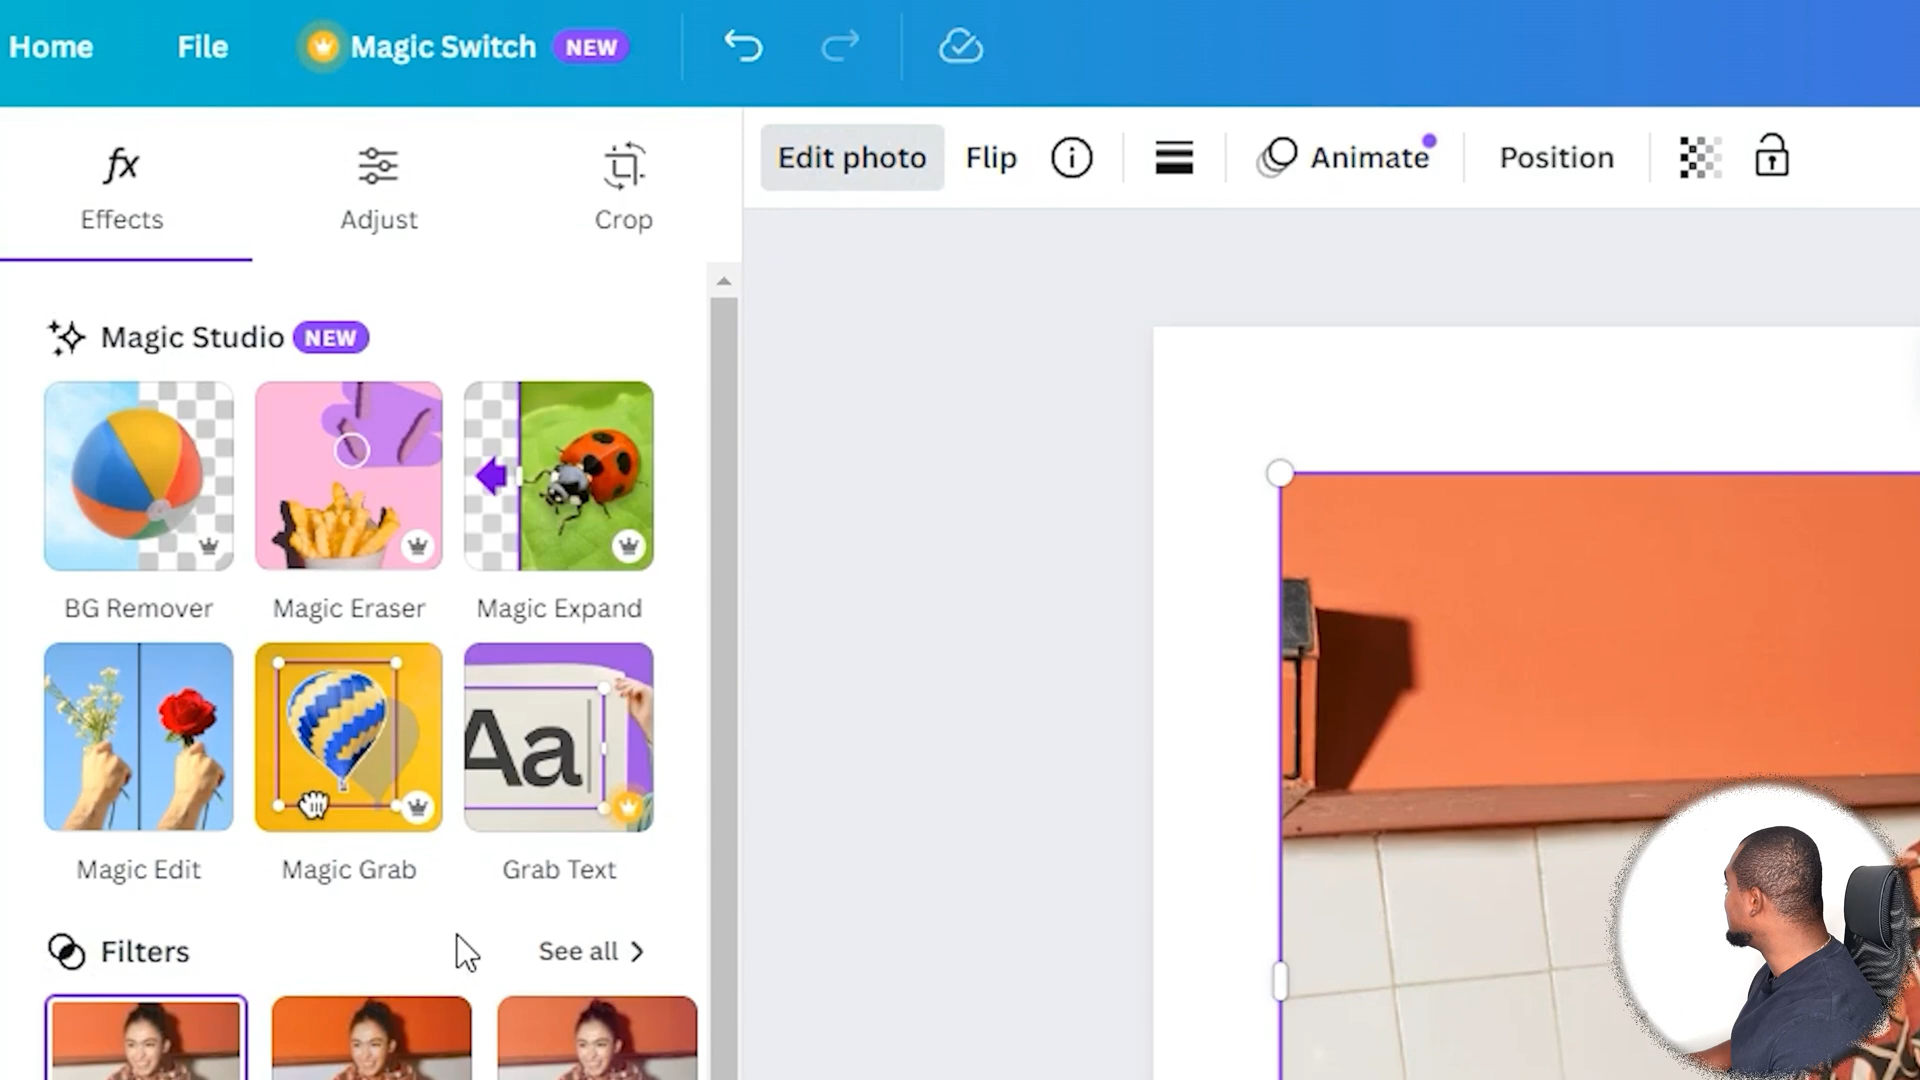 Home File Magic Switch NEW
Effects Adjust Crop
Edit photo Flip Animate Position
Magic Studio NEW
BG Remover Magic Eraser Magic Expand
Aa
Magic Edit Magic Grab Grab Text
Filters See all